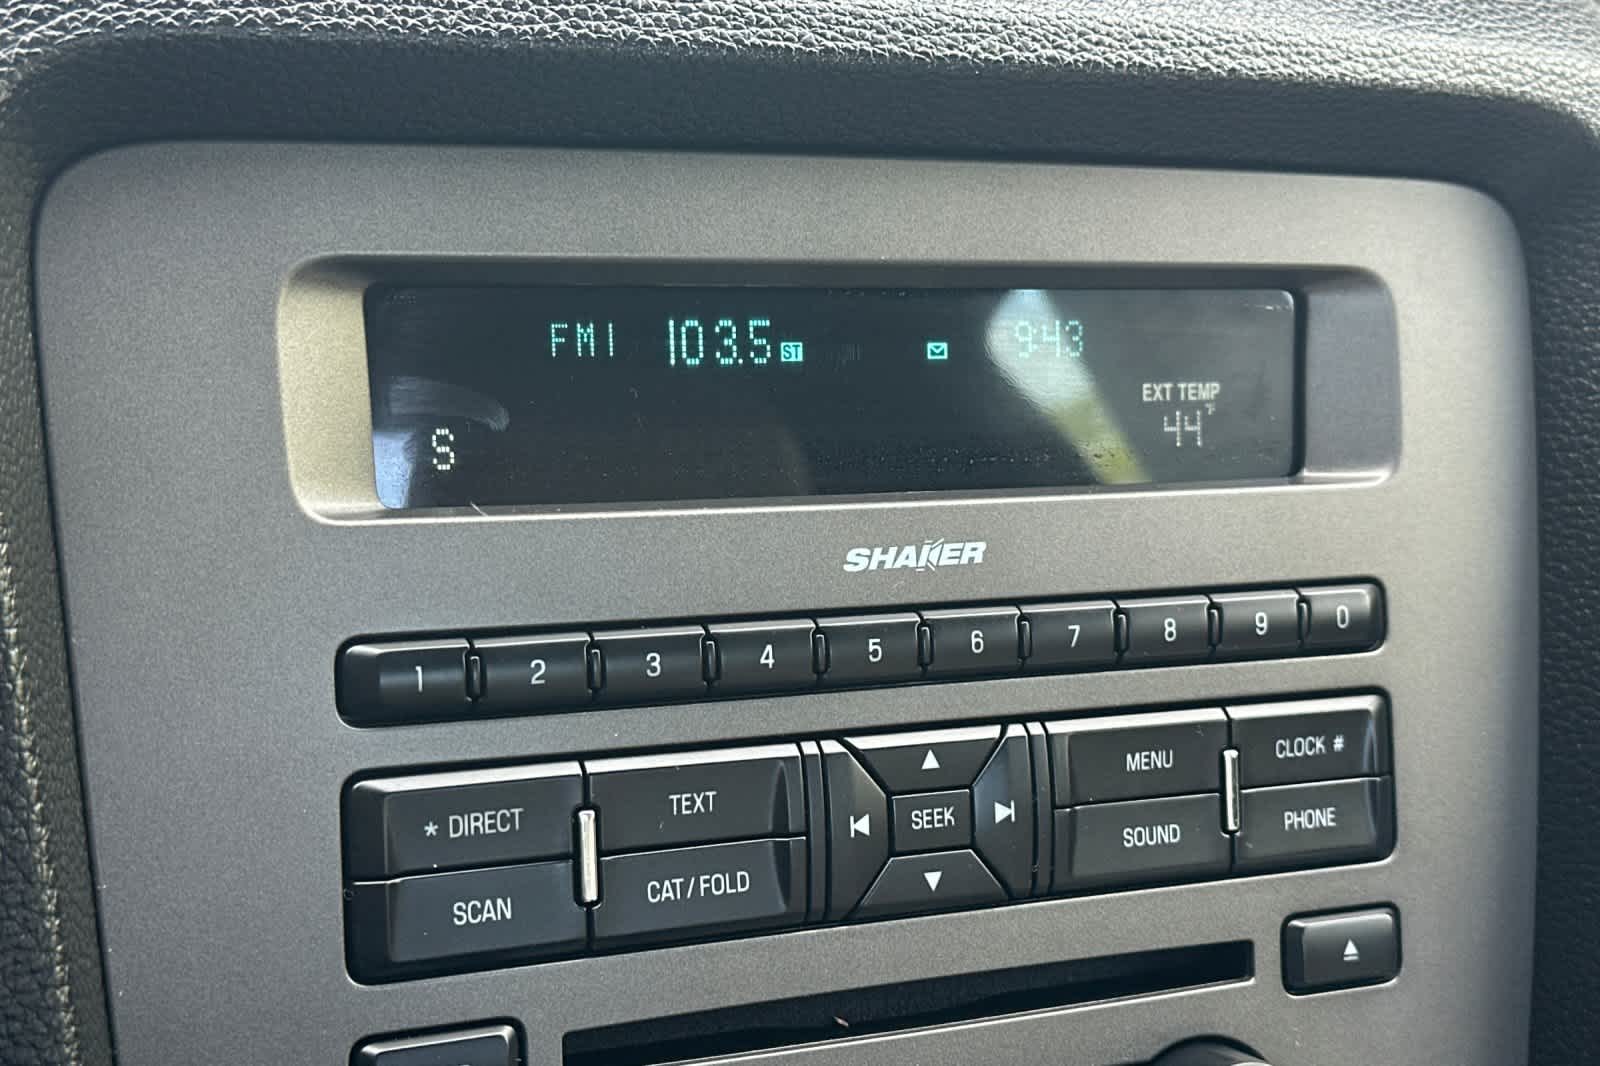 FM1 103.5 ST 9:43
EXT TEMP
S 44°F
SHAKER
1 2 3 4 5 6 7 8 9 0
* DIRECT TEXT SEEK MENU CLOCK #
SCAN CAT / FOLD SOUND PHONE